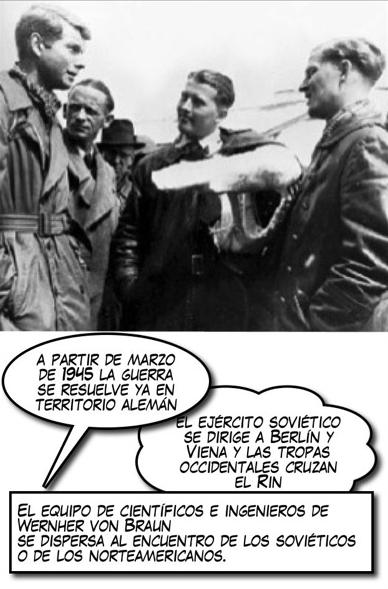 A PARTIR DE MARZO
DE 1945 LA GUERRA
SE RESUELVE YA EN
TERRITORIO ALEMÁN
EL EJÉRCITO SOVIÉTICO
SE DIRIGE A BERLÍN Y
VIENA Y LAS TROPAS
OCCIDENTALES CRUZAN
EL RIN
EL EQUIPO DE CIENTÍFICOS E INGENIEROS DE
WERNHER VON BRAUN
SE DISPERSA AL ENCUENTRO DE LOS SOVIÉTICOS
O DE LOS NORTEAMERICANOS.